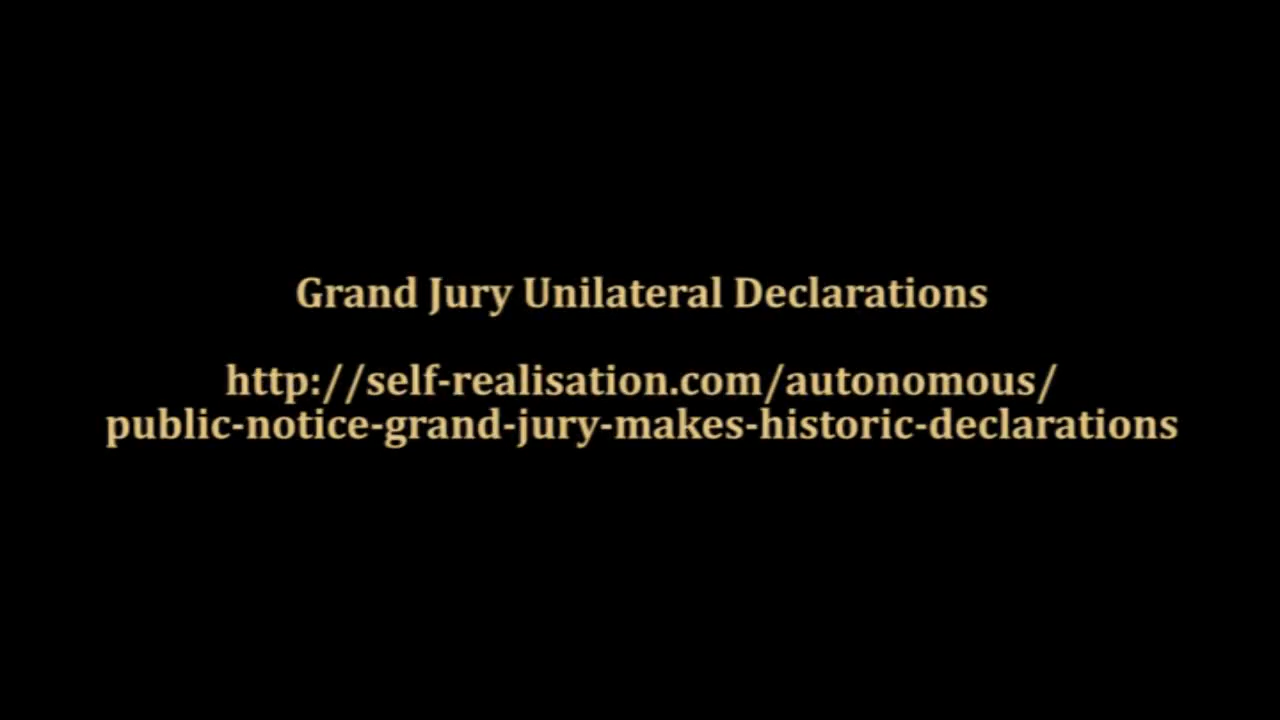 Grand Jury Unilateral Declarations
http://self-realisation.com/autonomous/
public-notice-grand-jury-makes-historic-declarations